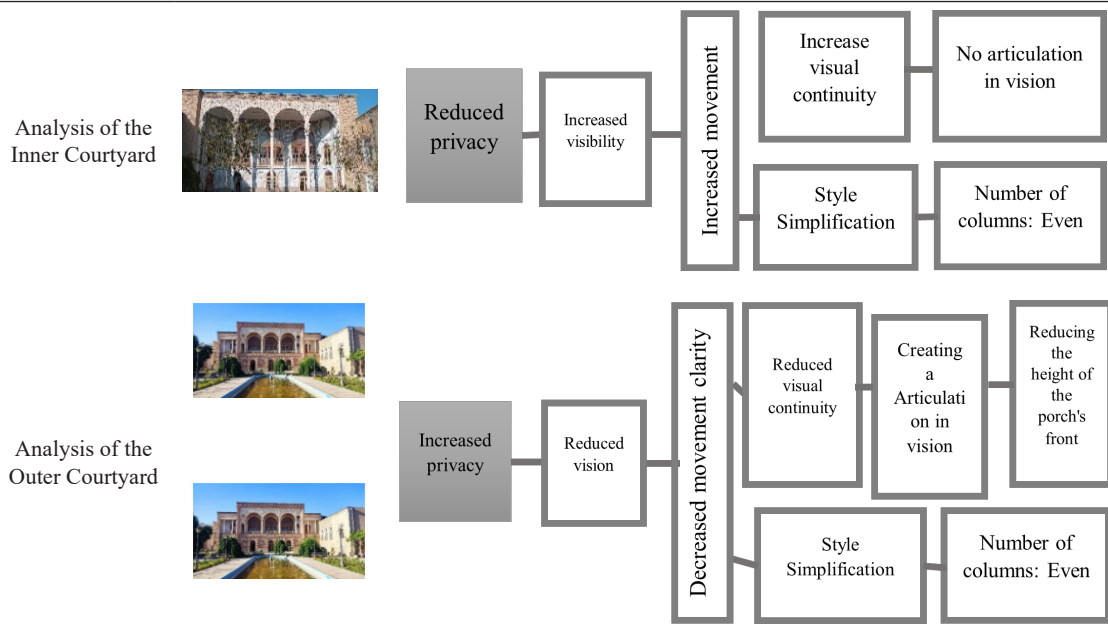 Analysis of the
Inner Courtyard
Reduced
privacy
Increased
visibility
Increased movement
Increase
visual
continuity
No articulation
in vision
Style
Simplification
Number of
columns: Even
Analysis of the
Outer Courtyard
Increased
privacy
Reduced
vision
Decreased movement clarity
Reduced
visual
continuity
Creating
a
Articulati
on in
vision
Reducing
the
height of
the
porch's
front
Style
Simplification
Number of
columns: Even